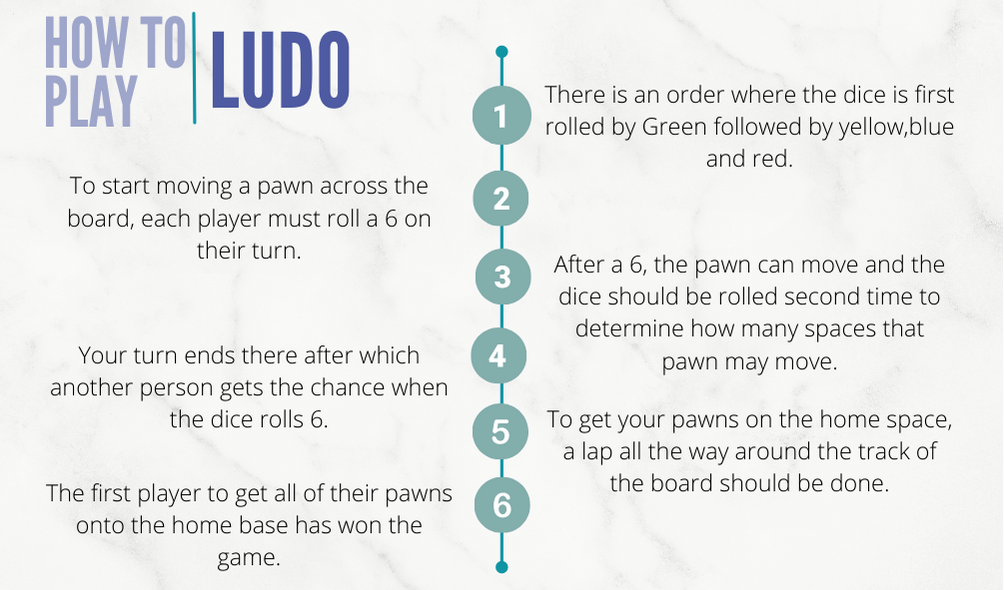 HOW TO
PLAY
LUDO
1
There is an order where the dice is first
rolled by Green followed by yellow,blue
and red.
2
To start moving a pawn across the
board, each player must roll a 6 on
their turn.
3
After a 6, the pawn can move and the
dice should be rolled second time to
determine how many spaces that
pawn may move.
4
Your turn ends there after which
another person gets the chance when
the dice rolls 6.
5
To get your pawns on the home space,
a lap all the way around the track of
the board should be done.
6
The first player to get all of their pawns
onto the home base has won the
game.